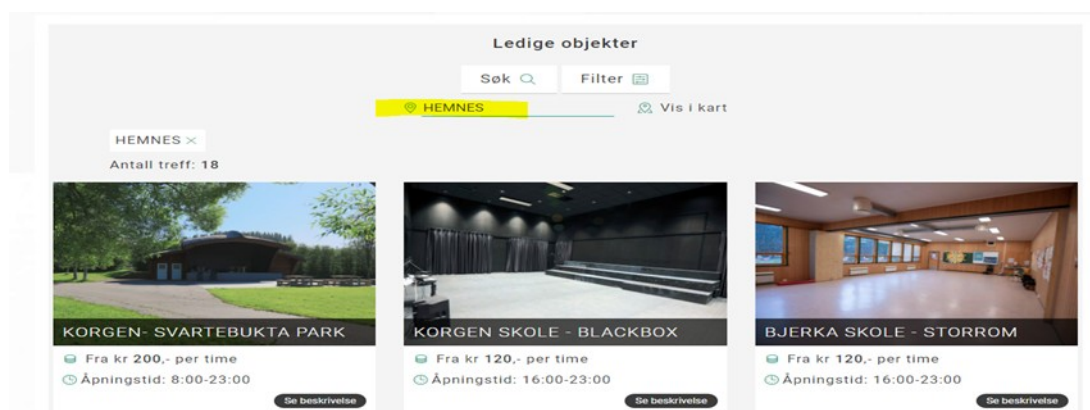 Ledige objekter
Søk Filter
HEMNES Vis i kart
HEMNES ×
Antall treff: 18
KORGEN- SVARTEBUKTA PARK
Fra kr 200,- per time
Åpningstid: 8:00-23:00
Se beskrivelse
KORGEN SKOLE - BLACKBOX
Fra kr 120,- per time
Åpningstid: 16:00-23:00
Se beskrivelse
BJERKA SKOLE - STORROM
Fra kr 120,- per time
Åpningstid: 16:00-23:00
Se beskrivelse